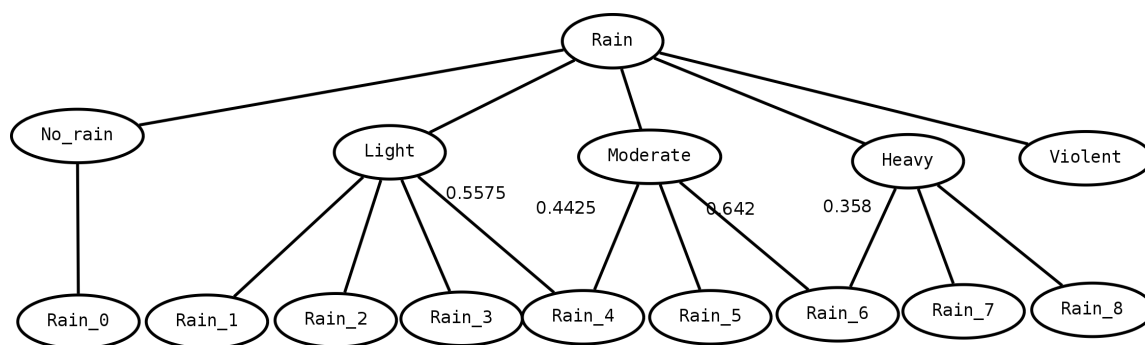 Rain
No_rain
Light
Moderate
Heavy
Violent
0.5575
0.4425
0.642
0.358
Rain_0
Rain_1
Rain_2
Rain_3
Rain_4
Rain_5
Rain_6
Rain_7
Rain_8